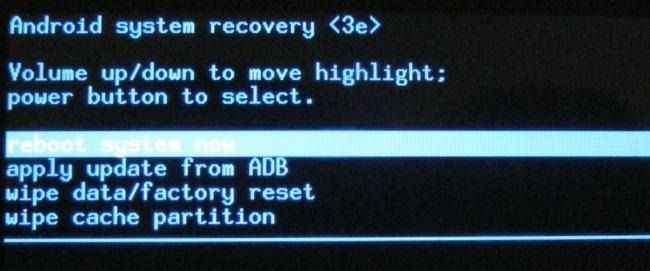 Android system recovery <3e>
Volume up/down to move highlight;
power button to select.
reboot system now
apply update from ADB
wipe data/factory reset
wipe cache partition